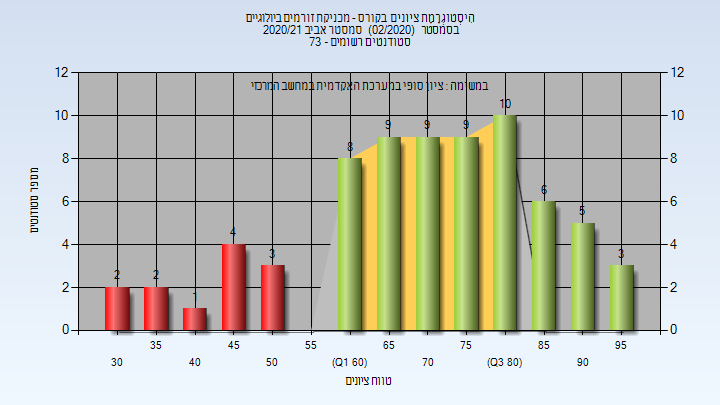 היסטוגרמת ציונים בקורס - מכניקת זורמים ביולוגיים
בסמסטר (02/2020) סמסטר אביב 2020/21
סטודנטים רשומים - 73
במשימה : ציון סופי במערכת האקדמית במחשב המרכזי
מספר סטודנטים
12 12
10 10
8 8
6 6
4 4
2 2
0 0
2 2 1 4 3 8 9 9 9 10 6 5 3
35 45 55 65 75 85 95
30 40 50 (Q1 60) 70 (Q3 80) 90
טווח ציונים